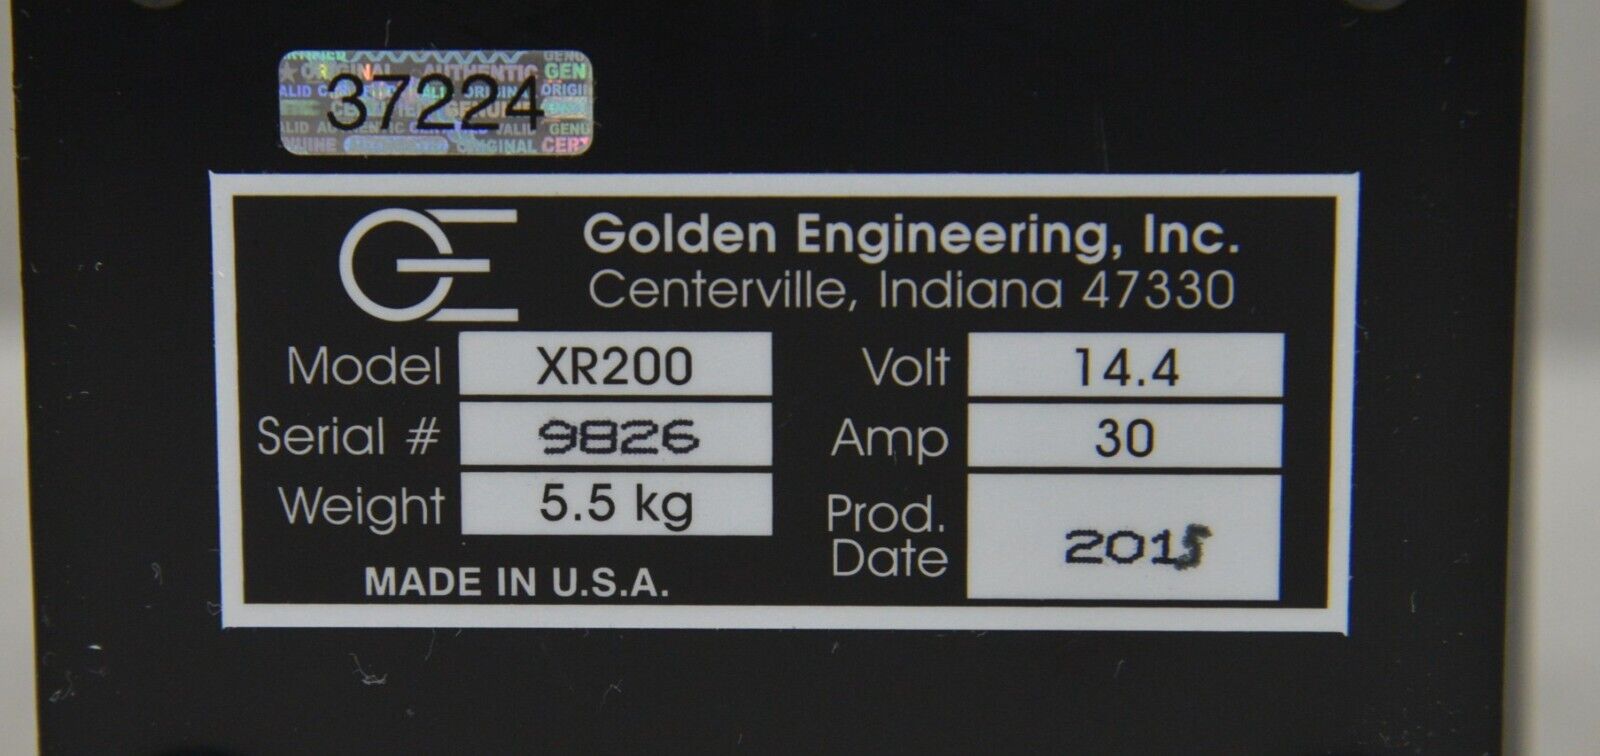 37224
Golden Engineering, Inc.
Centerville, Indiana 47330
Model XR200
Volt 14.4
Serial # 9826
Amp 30
Weight 5.5 kg
Prod. Date 2015
MADE IN U.S.A.